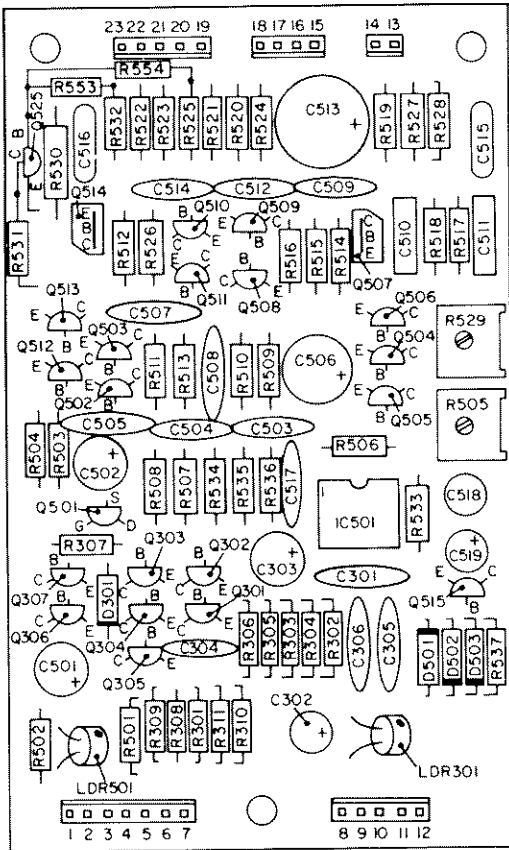 23 22 21 20 19
18 17 16 15
14 13
R554
R553
Q525
C B
E
R530
C516
R532
R522
R523
R525
R521
R520
R524
C513
+
R519
R527
R528
C515
Q514
E
B
C
C514
C512
C509
Q510
Q509
R531
R512
R526
B
C
E
E
C
B
R516
R515
R514
C
B
E
Q507
C510
R518
R517
C511
E
C
B
Q511
B
E
C
Q508
Q513
E
C
B
C507
Q503
E
C
B
Q506
E
C
B
R529
Q512
E
C
B
Q502
B
E
C
R511
R513
C508
R510
R509
C506
+
Q504
E
C
B
Q505
E
C
B
R505
C505
C504
C503
R504
R503
C502
+
R506
R508
R507
R534
R535
R536
C517
IC501
R533
C518
Q501
S
G
D
R307
C519
+
Q303
Q302
C303
+
C301
Q307
B
C
E
D301
B
C
E
B
E
C
E
C
B
Q515
Q306
B
C
E
Q304
B
C
E
B
E
C
Q301
R306
R305
R303
R304
R302
C306
C305
D501
D502
D503
R537
C501
+
Q305
B
C
E
C304
R502
R501
R309
R308
R301
R311
R310
C302
+
LDR501
LDR301
1 2 3 4 5 6 7
8 9 10 11 12